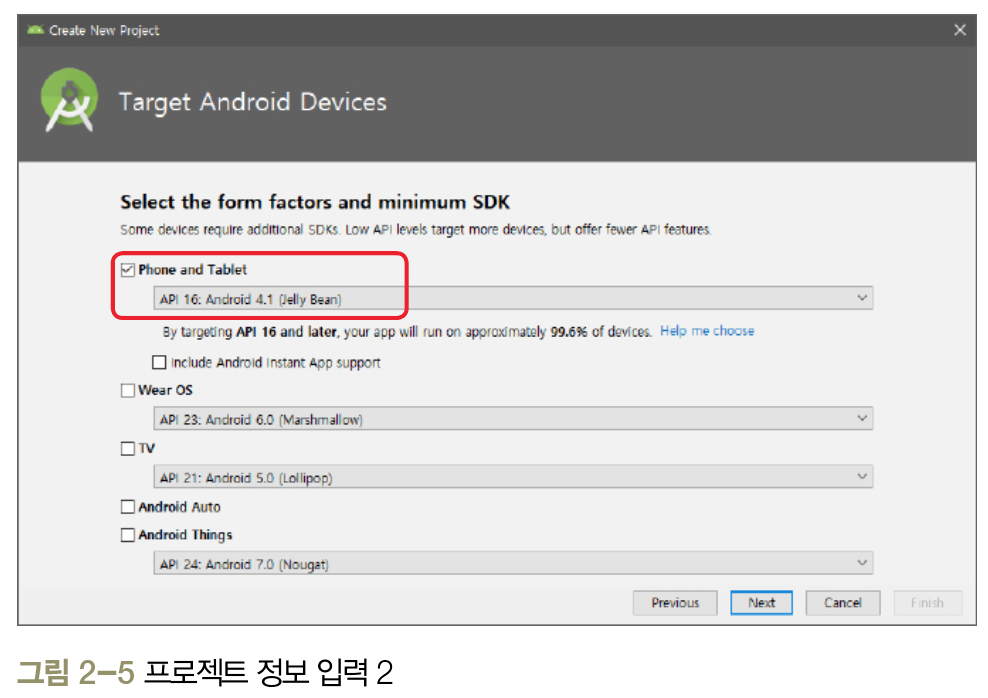 Create New Project
Target Android Devices
Select the form factors and minimum SDK
Some devices require additional SDKs. Low API levels target more devices, but offer fewer API features.
Phone and Tablet
API 16: Android 4.1 (Jelly Bean)
By targeting API 16 and later, your app will run on approximately 99.6% of devices. Help me choose
Include Android Instant App support
Wear OS
API 23: Android 6.0 (Marshmallow)
TV
API 21: Android 5.0 (Lollipop)
Android Auto
Android Things
API 24: Android 7.0 (Nougat)
Previous Next Cancel Finish
그림 2-5 프로젝트 정보 입력 2